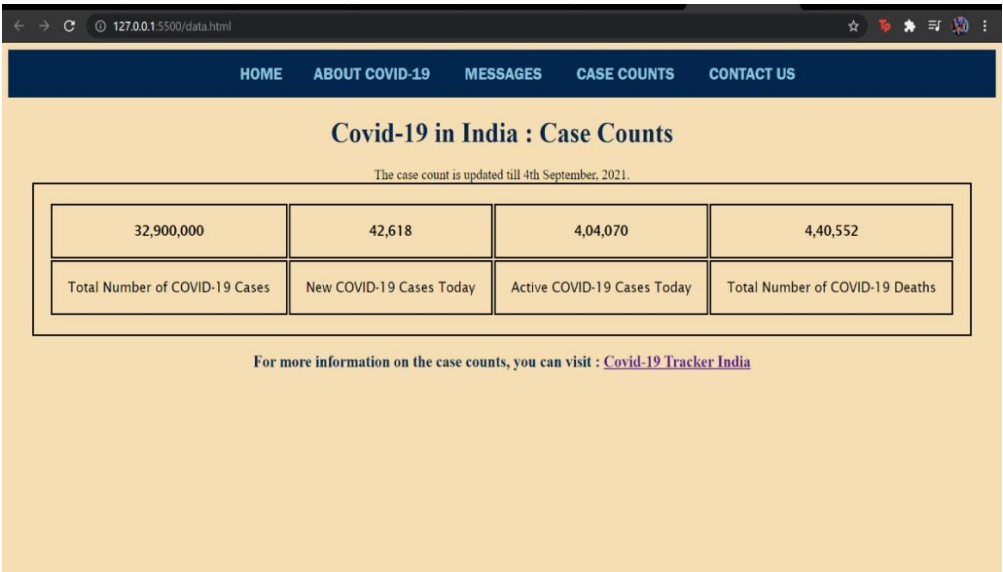 127.0.0.1:5500/data.html
HOME ABOUT COVID-19 MESSAGES CASE COUNTS CONTACT US
Covid-19 in India : Case Counts
The case count is updated till 4th September, 2021.
32,900,000 42,618 4,04,070 4,40,552
Total Number of COVID-19 Cases New COVID-19 Cases Today Active COVID-19 Cases Today Total Number of COVID-19 Deaths
For more information on the case counts, you can visit : Covid-19 Tracker India